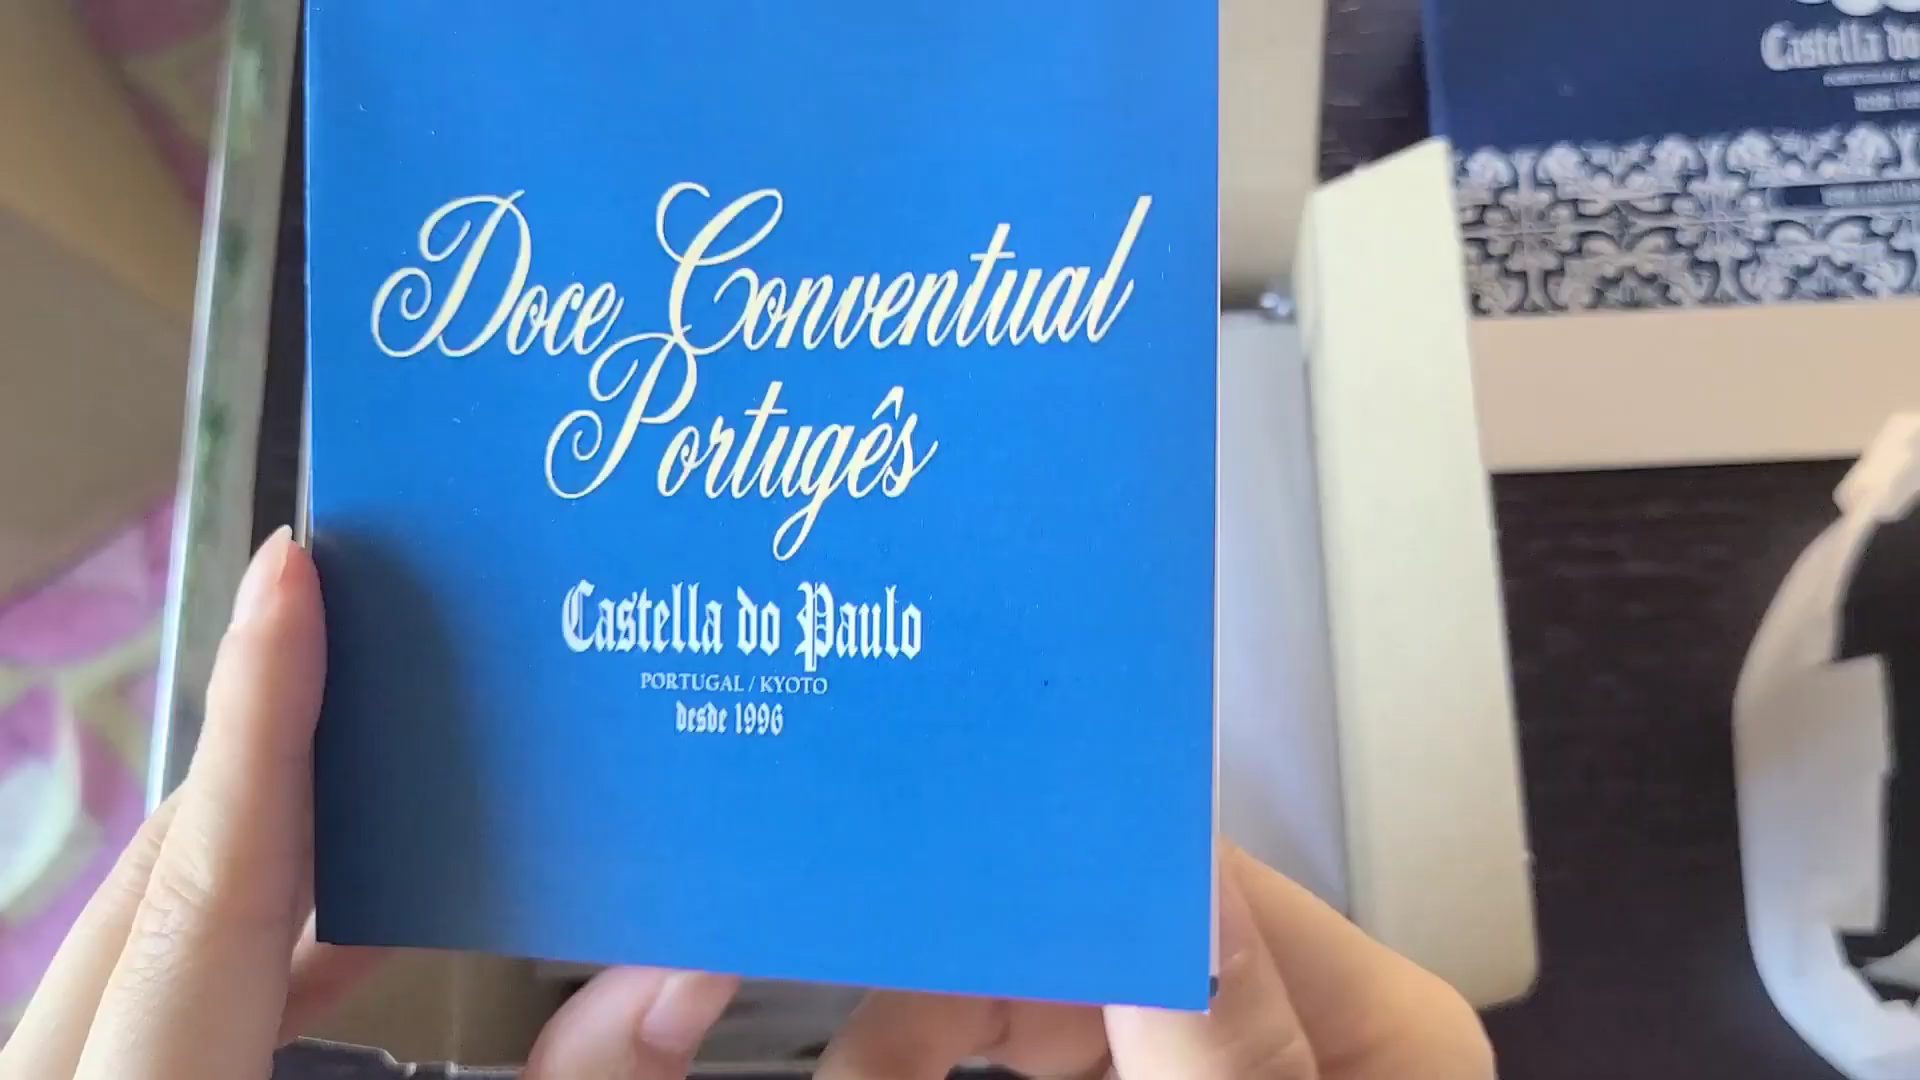 Doce Conventual
Portugês
Castella do Paulo
PORTUGAL / KYOTO
desde 1996
Castella do